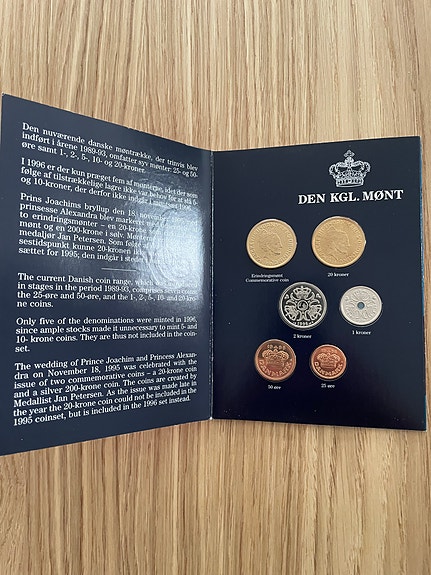 Den nuværende danske møntrække, der trinvis blev
indført i årene 1989-93, omfatter syv mønter: 25- og 50-
øre samt 1-, 2-, 5-, 10- og 20-kroner.
I 1996 er der kun præget fem af mønterne, idet der som
følge af tilstrækkelige lagre ikke var behov for at slå 5-
og 10-kroner, der derfor ikke indgår i sættet 1996.
Prins Joachims bryllup den 18. november
prinsesse Alexandra blev markeret
to erindringsmønter – en 20-krone
mønt og en 200-krone i sølv. Mønterne
medaljør Jan Petersen. Som følge af
sestidspunkt kunne 20-kronen ikke
sættet for 1995; den indgår i stedet
The current Danish coin range, which
in stages in the period 1989-93, comprises seven coins
the 25-øre and 50-øre, and the 1-, 2-, 5-, 10- and 20-kro-
ne coins.
Only five of the denominations were minted in 1996,
since ample stocks made it unnecessary to mint 5- and
10- krone coins. They are thus not included in the coin-
set.
The wedding of Prince Joachim and Princess Alexan-
dra on November 18, 1995 was celebrated with the
issue of two commemorative coins – a 20-krone coin
and a silver 200-krone coin. The coins are created by
Medallist Jan Petersen. As the issue was made late in
the year the 20-krone coin could not be included in the
1995 coinset, but is included in the 1996 set instead.
DEN KGL. MØNT
Erindringsmønt
Commemorative coin
20 kroner
2 kroner
1 krone
50 øre
25 øre